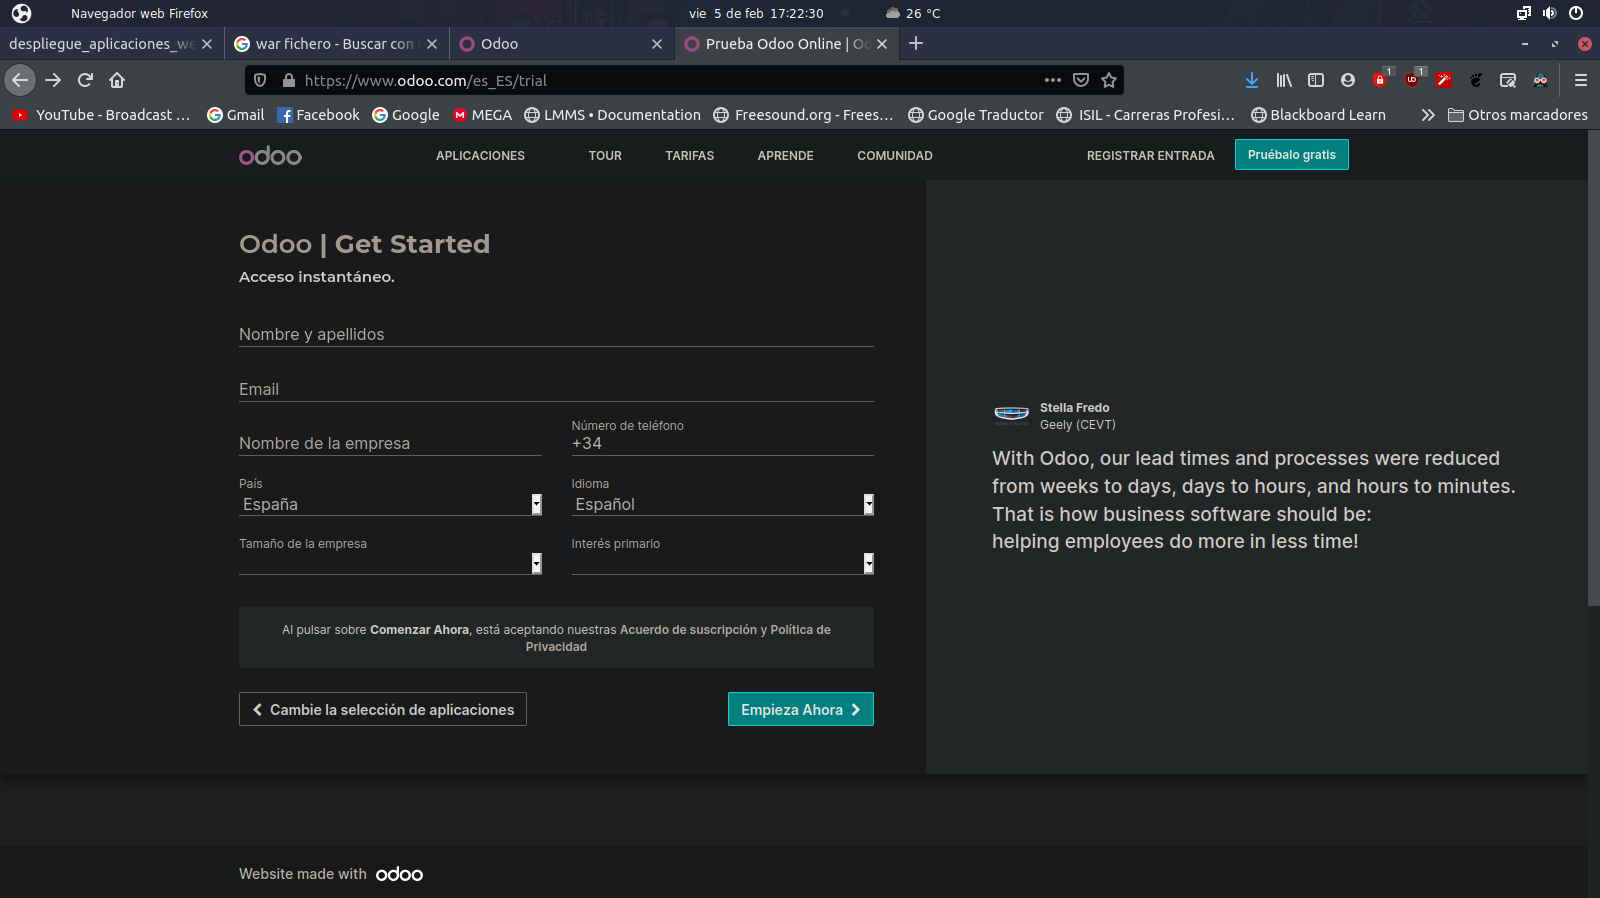 Navegador web Firefox
vie 5 de feb 17:22:30
26 °C
despliegue_aplicaciones_we
war fichero - Buscar con
Odoo
Prueba Odoo Online | Od
https://www.odoo.com/es_ES/trial
1
1
YouTube - Broadcast ...
Gmail
Facebook
Google
MEGA
LMMS • Documentation
Freesound.org - Frees...
Google Traductor
ISIL - Carreras Profesi...
Blackboard Learn
Otros marcadores
odoo
APLICACIONES
TOUR
TARIFAS
APRENDE
COMUNIDAD
REGISTRAR ENTRADA
Pruébalo gratis
Odoo | Get Started
Acceso instantáneo.
Nombre y apellidos
Email
Nombre de la empresa
Número de teléfono
+34
País
España
Idioma
Español
Tamaño de la empresa
Interés primario
Al pulsar sobre Comenzar Ahora, está aceptando nuestras Acuerdo de suscripción y Política de
Privacidad
Cambie la selección de aplicaciones
Empieza Ahora
Stella Fredo
Geely (CEVT)
With Odoo, our lead times and processes were reduced
from weeks to days, days to hours, and hours to minutes.
That is how business software should be:
helping employees do more in less time!
Website made with odoo